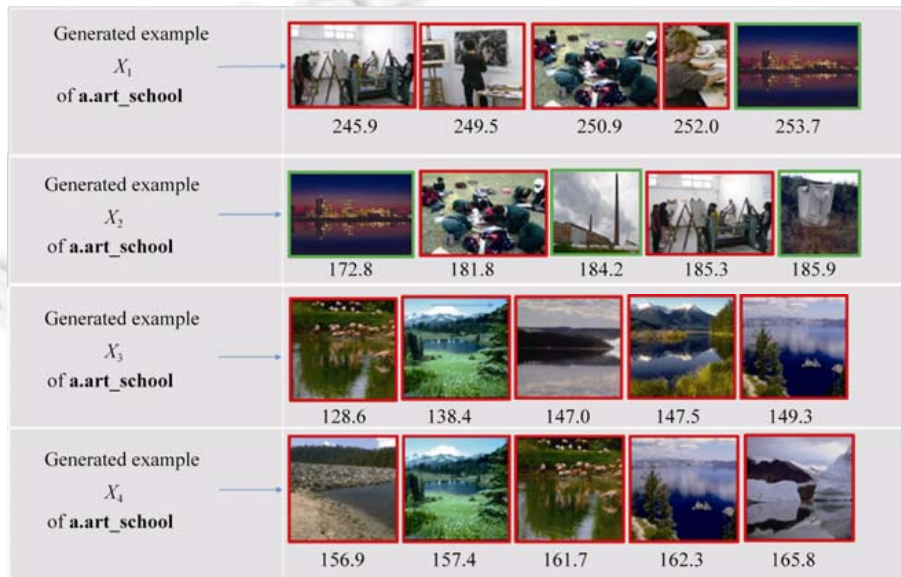 Generated example
X₁
of a.art_school
245.9 249.5 250.9 252.0 253.7
Generated example
X₂
of a.art_school
172.8 181.8 184.2 185.3 185.9
Generated example
X₃
of a.art_school
128.6 138.4 147.0 147.5 149.3
Generated example
X₄
of a.art_school
156.9 157.4 161.7 162.3 165.8